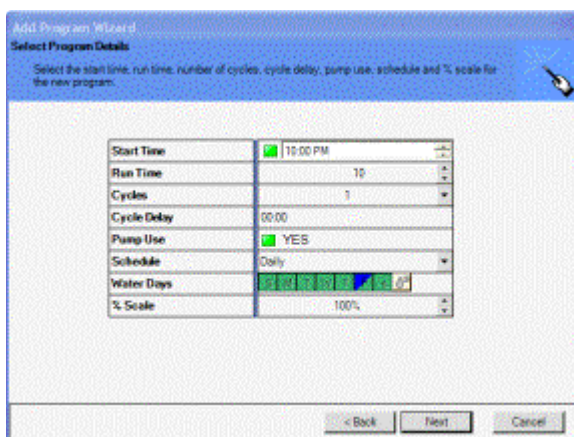 Add Program Wizard
Select Program Details
Select the start time, run time, number of cycles, cycle delay, pump use, schedule and % scale for
the new program.
Start Time 10:00 PM
Run Time 10
Cycles 1
Cycle Delay 00:00
Pump Use YES
Schedule Daily
Water Days
% Scale 100%
< Back Next Cancel